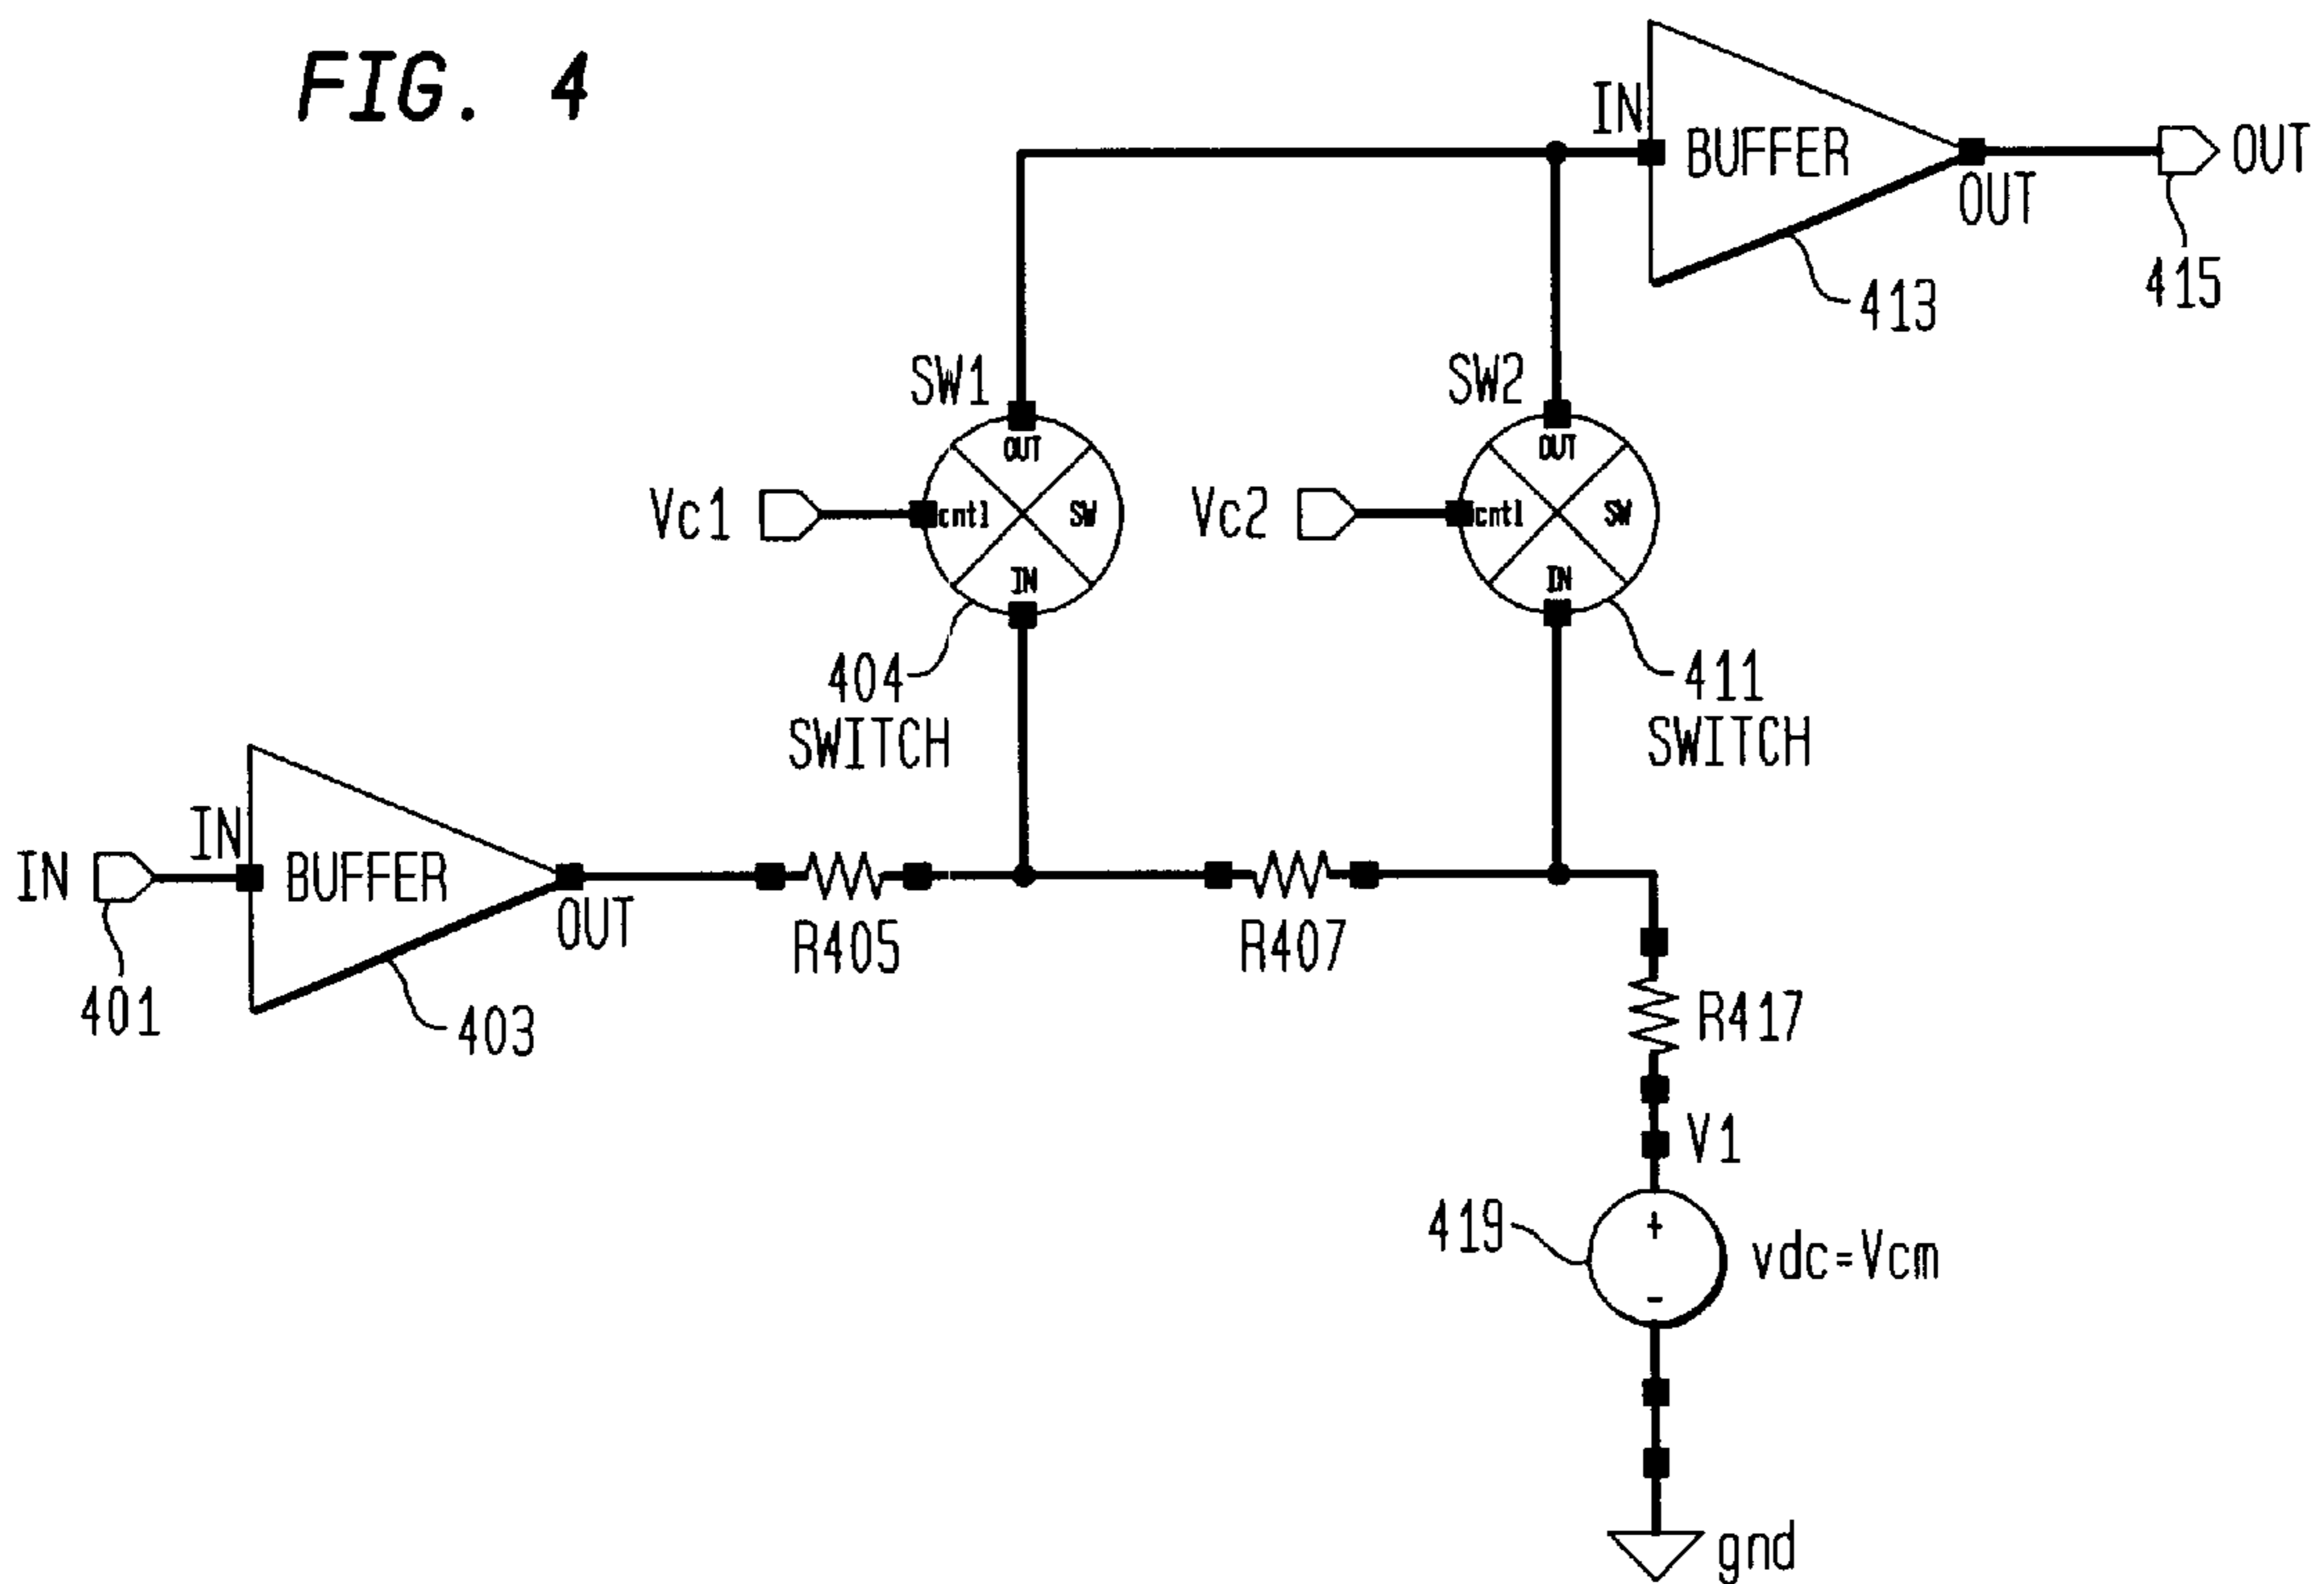 FIG. 4
IN
BUFFER
OUT
OUT
413
415
SW1
SW2
OUT
OUT
Vc1
cntl
SW
Vc2
cntl
SW
IN
IN
404
SWITCH
411
SWITCH
IN
IN
BUFFER
OUT
401
403
R405
R407
R417
V1
419
+
-
vdc=Vcm
gnd